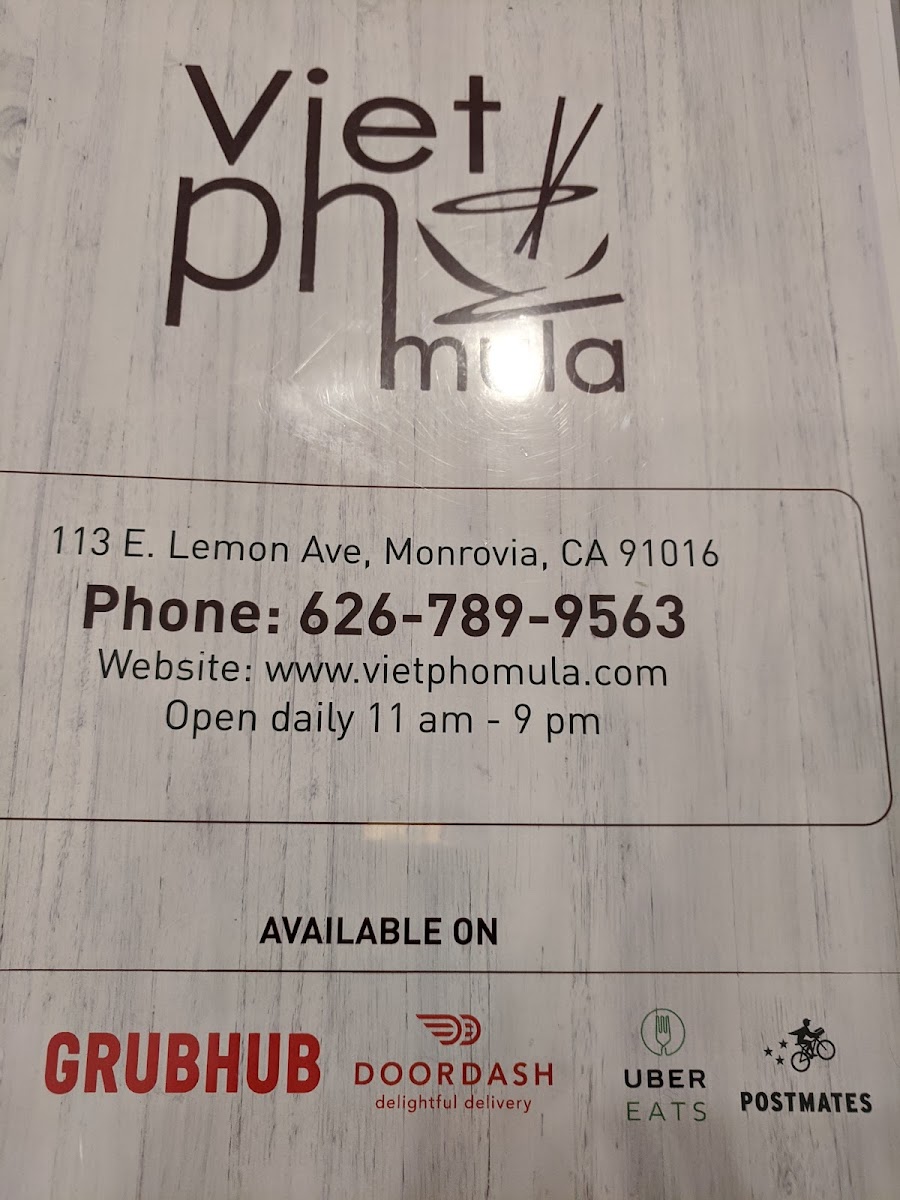 Viet
pho
mula
113 E. Lemon Ave, Monrovia, CA 91016
Phone: 626-789-9563
Website: www.vietphomula.com
Open daily 11 am - 9 pm
AVAILABLE ON
GRUBHUB
DOORDASH
delightful delivery
UBER
EATS
POSTMATES